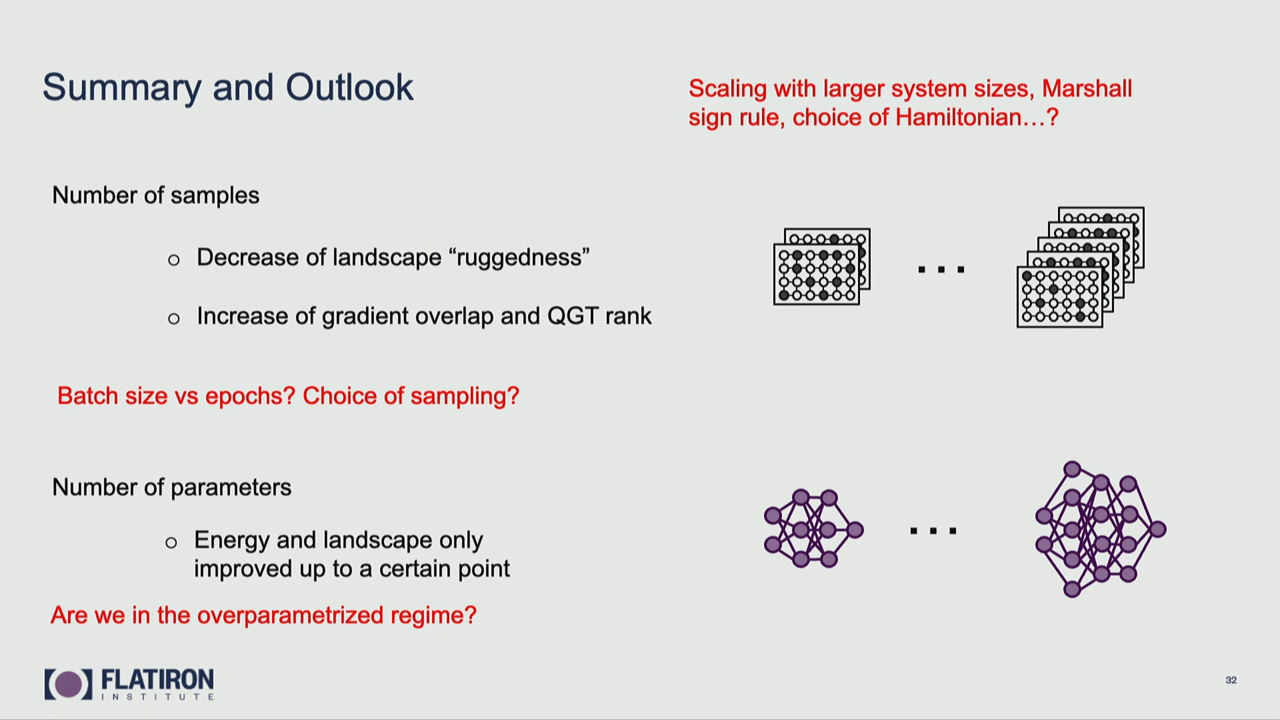 Summary and Outlook
Scaling with larger system sizes, Marshall
sign rule, choice of Hamiltonian…?
Number of samples
o Decrease of landscape “ruggedness”
o Increase of gradient overlap and QGT rank
Batch size vs epochs? Choice of sampling?
Number of parameters
o Energy and landscape only
improved up to a certain point
Are we in the overparametrized regime?
FLATIRON
INSTITUTE
32